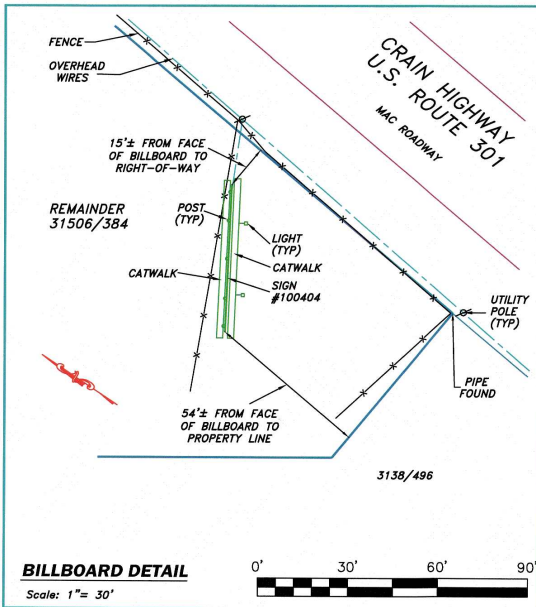 FENCE
OVERHEAD
WIRES
CRAIN HIGHWAY
U.S. ROUTE 301
MAC ROADWAY
15'± FROM FACE
OF BILLBOARD TO
RIGHT-OF-WAY
REMAINDER
31506/384
POST
(TYP)
LIGHT
(TYP)
CATWALK
CATWALK
SIGN
#100404
UTILITY
POLE
(TYP)
PIPE
FOUND
54'± FROM FACE
OF BILLBOARD TO
PROPERTY LINE
3138/496
BILLBOARD DETAIL
Scale: 1"= 30'
0' 30' 60' 90'